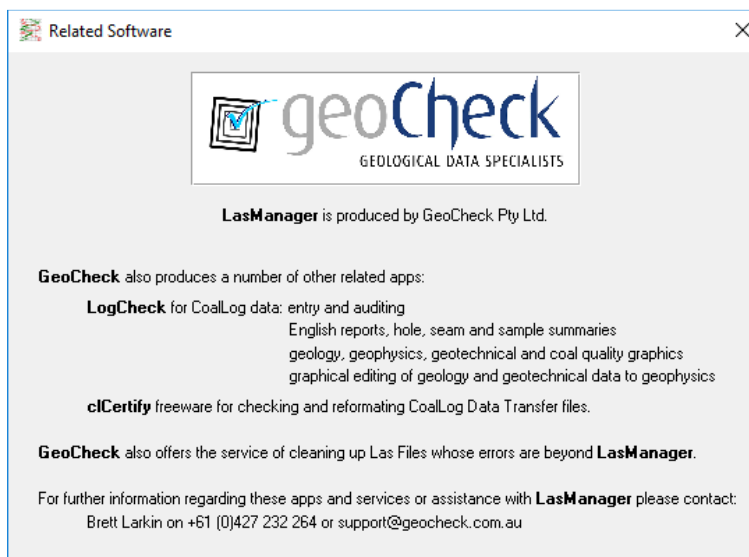 Related Software
geoCheck
GEOLOGICAL DATA SPECIALISTS
LasManager is produced by GeoCheck Pty Ltd.
GeoCheck also produces a number of other related apps:
LogCheck for CoalLog data: entry and auditing
English reports, hole, seam and sample summaries
geology, geophysics, geotechnical and coal quality graphics
graphical editing of geology and geotechnical data to geophysics
clCertify freeware for checking and reformating CoalLog Data Transfer files.
GeoCheck also offers the service of cleaning up Las Files whose errors are beyond LasManager.
For further information regarding these apps and services or assistance with LasManager please contact:
Brett Larkin on +61 (0)427 232 264 or support@geocheck.com.au